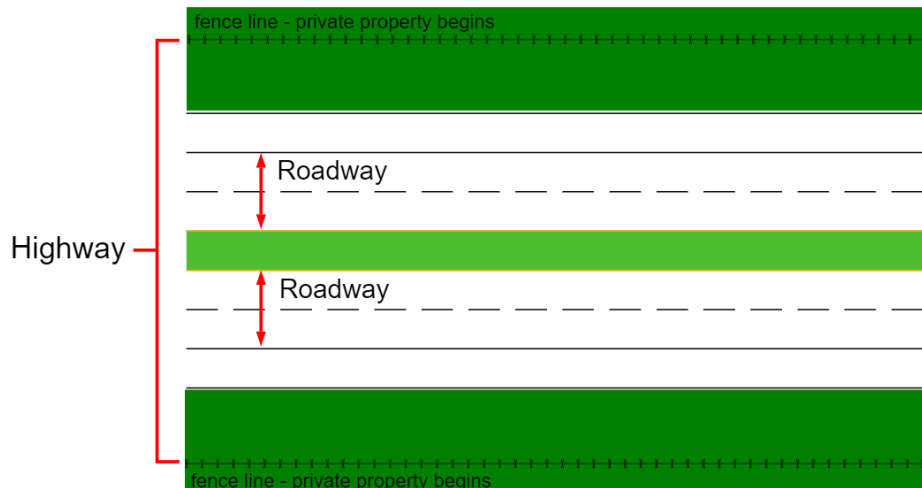 fence line - private property begins
Roadway
Highway
Roadway
fence line - private property begins